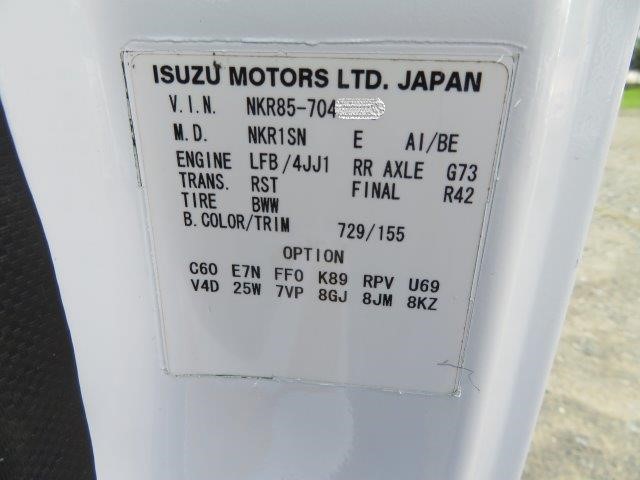 ISUZU MOTORS LTD. JAPAN
V.I.N. NKR85-704
M.D. NKR1SN E AI/BE
ENGINE LFB/4JJ1 RR AXLE G73
TRANS. RST FINAL R42
TIRE BWW
B.COLOR/TRIM 729/155
OPTION
C60 E7N FF0 K89 RPV U69
V4D 25W 7VP 8GJ 8JM 8KZ